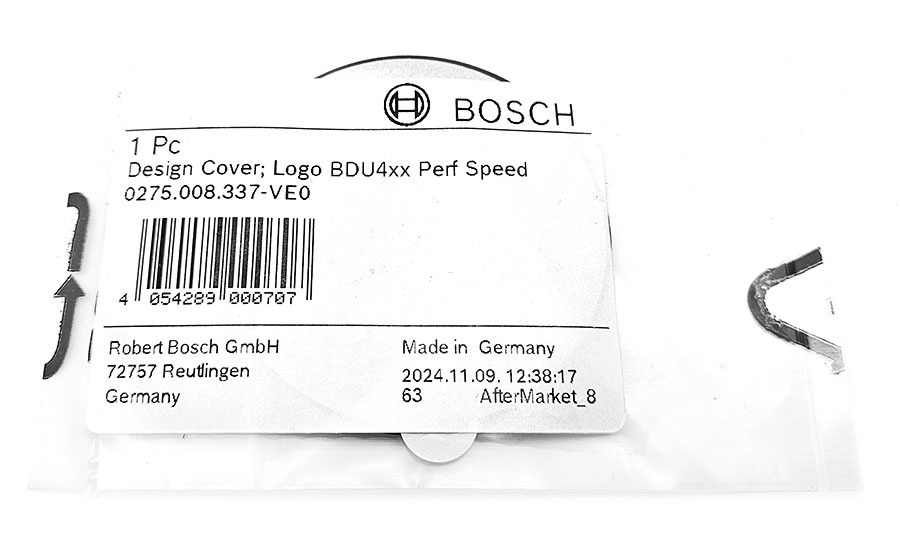 BOSCH
1 Pc
Design Cover; Logo BDU4xx Perf Speed
0275.008.337-VE0
4 054289 000707
Robert Bosch GmbH
72757 Reutlingen
Germany
Made in Germany
2024.11.09. 12:38:17
63 AfterMarket_8